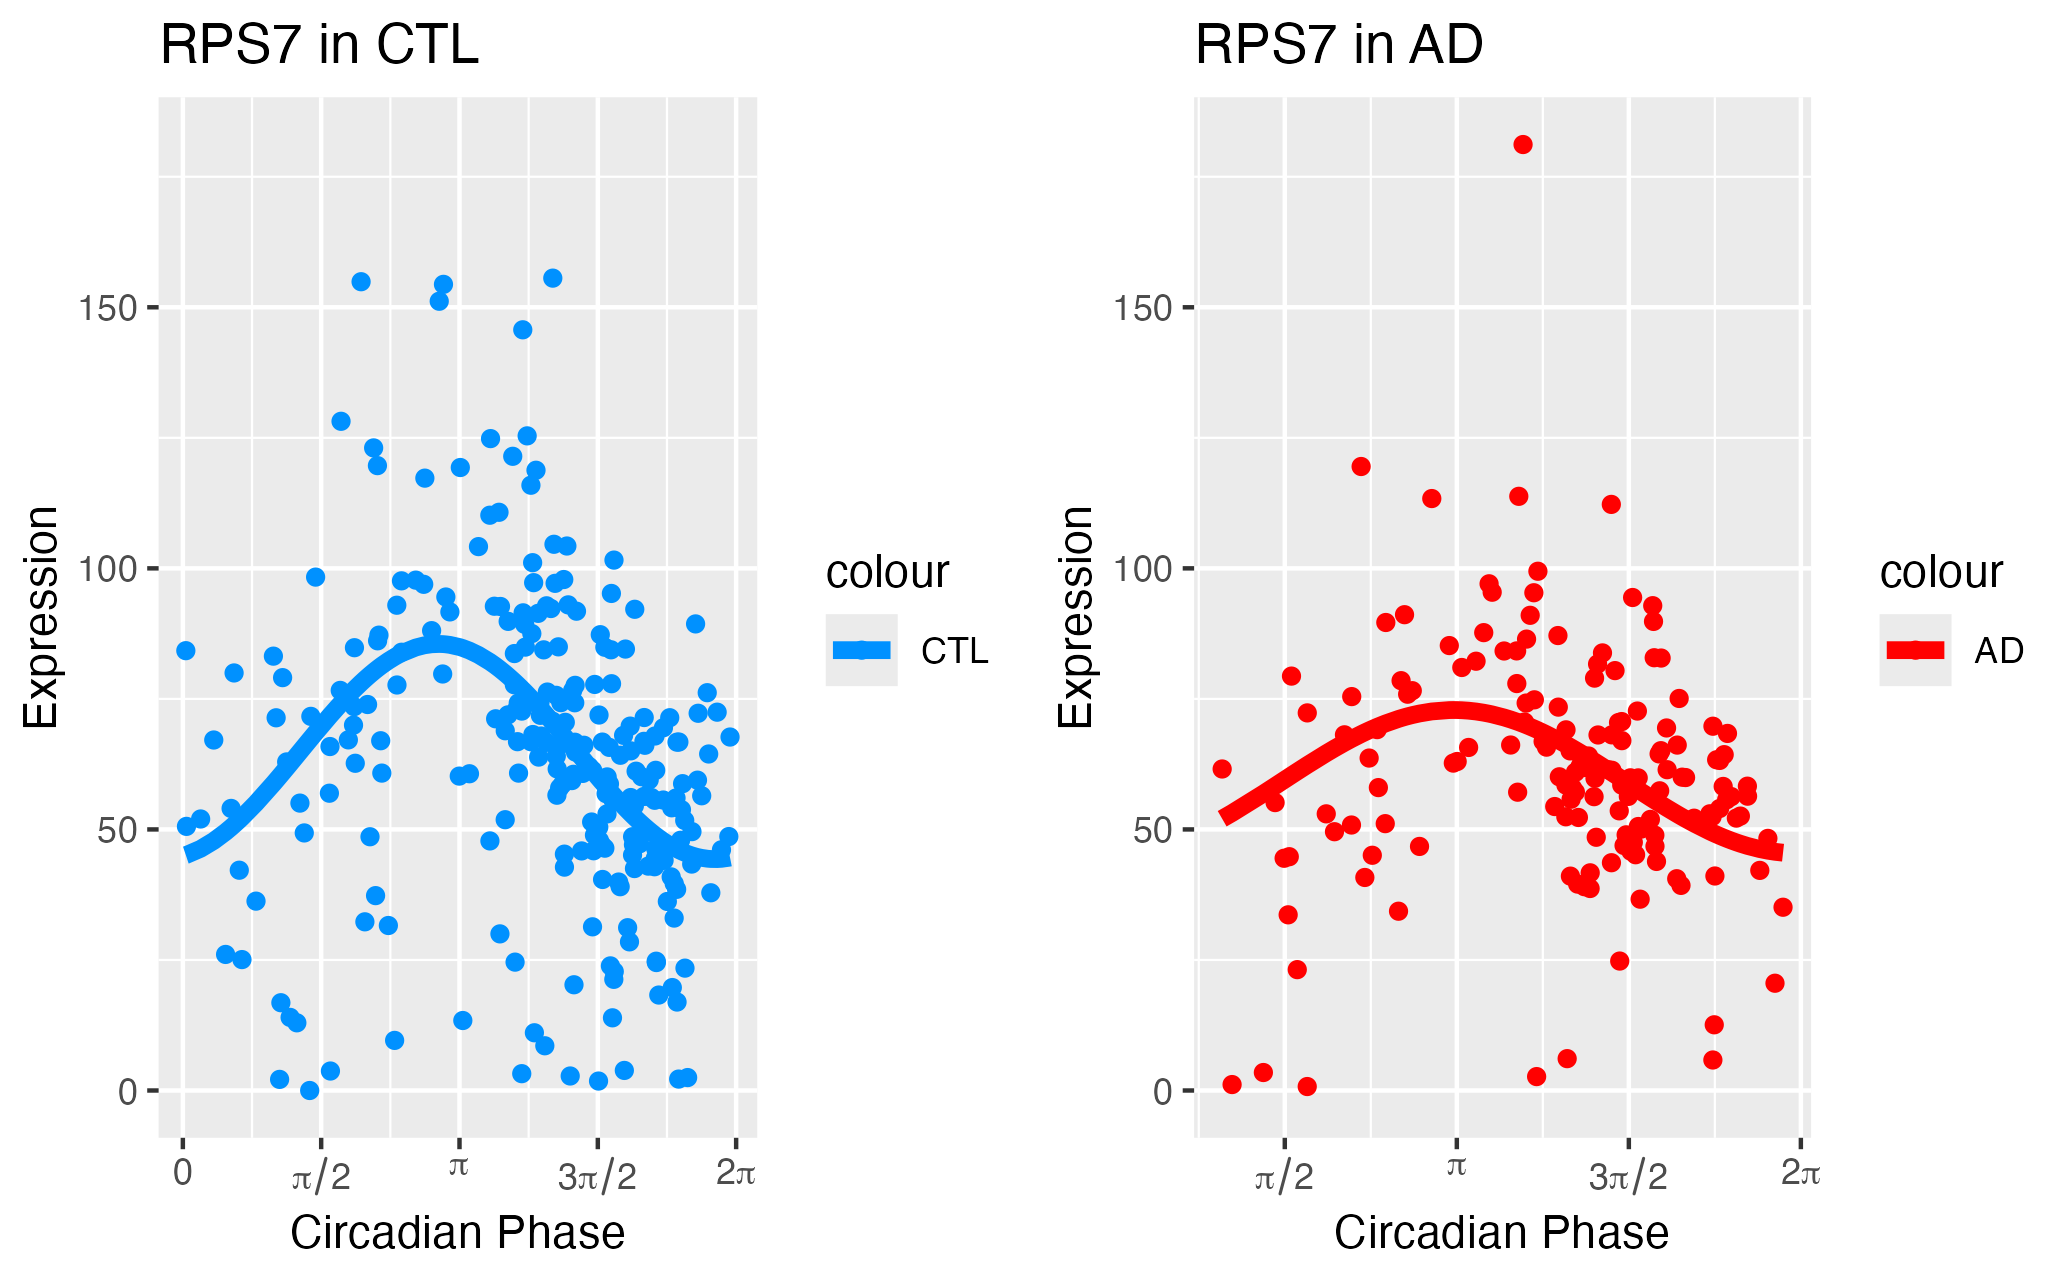 RPS7 in CTL
Expression
150
100
50
0
0 π/2 π 3π/2 2π
Circadian Phase
colour
CTL
RPS7 in AD
Expression
150
100
50
0
π/2 π 3π/2 2π
Circadian Phase
colour
AD